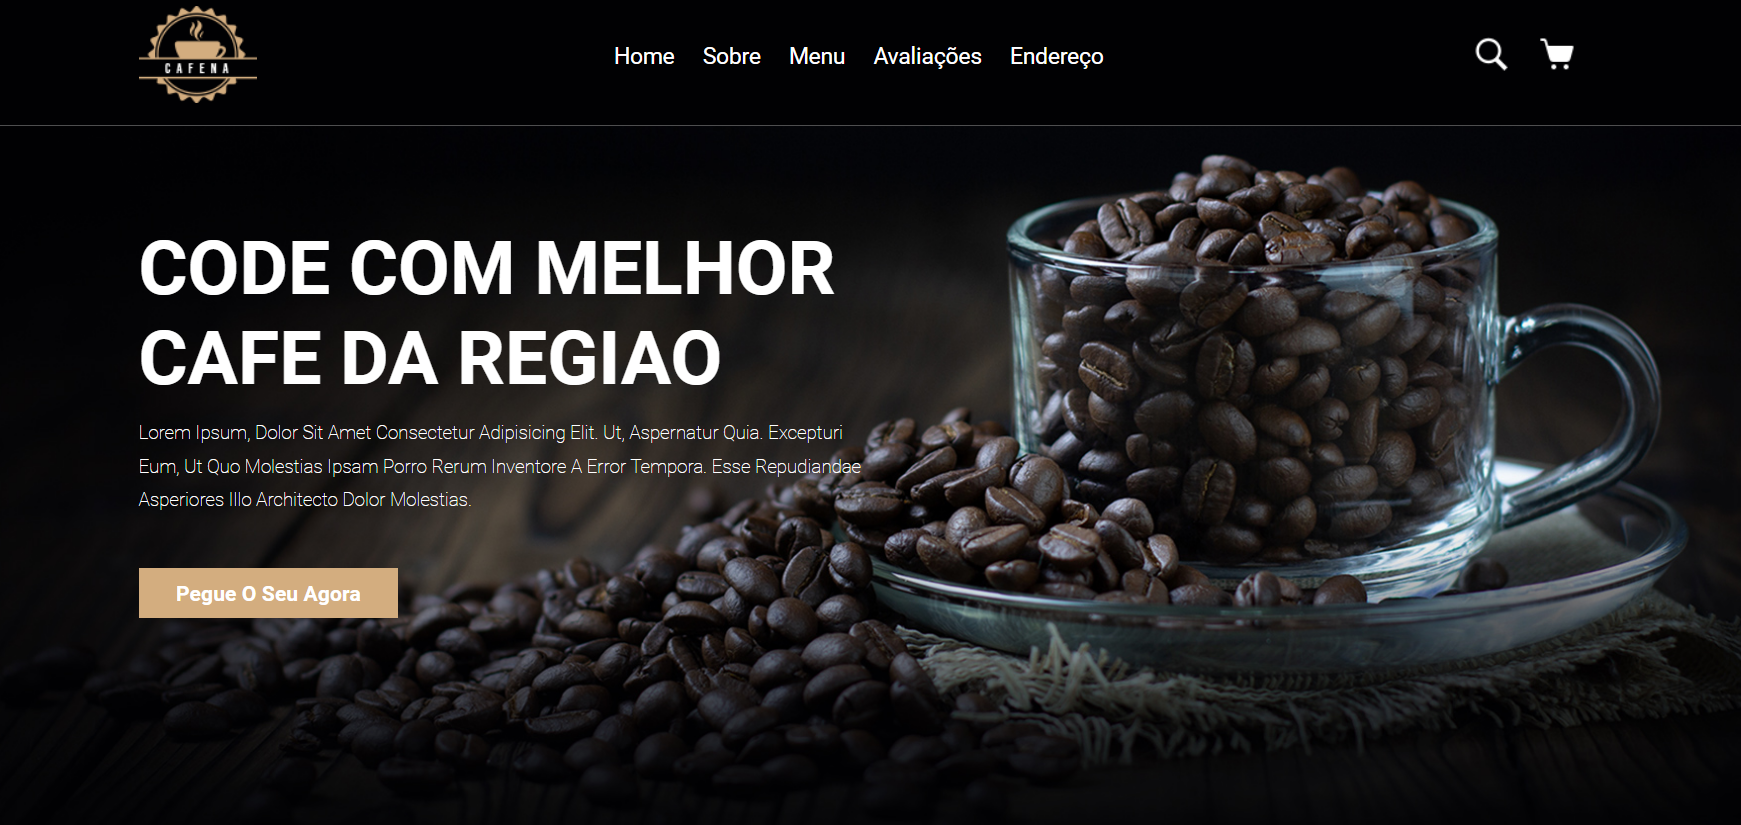 CAFENA
Home Sobre Menu Avaliações Endereço
CODE COM MELHOR
CAFE DA REGIAO
Lorem Ipsum, Dolor Sit Amet Consectetur Adipisicing Elit. Ut, Aspernatur Quia. Excepturi
Eum, Ut Quo Molestias Ipsam Porro Rerum Inventore A Error Tempora. Esse Repudiandae
Asperiores Illo Architecto Dolor Molestias.
Pegue O Seu Agora